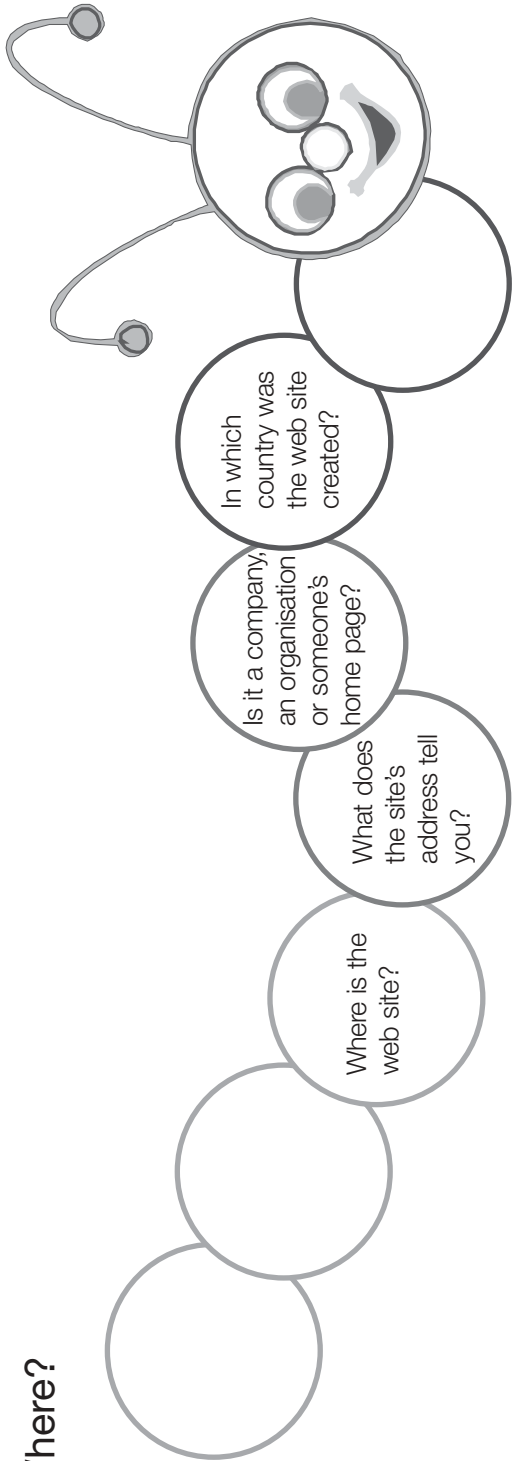 here?
Where is the
web site?
What does
the site's
address tell
you?
Is it a company,
an organisation
or someone's
home page?
In which
country was
the web site
created?